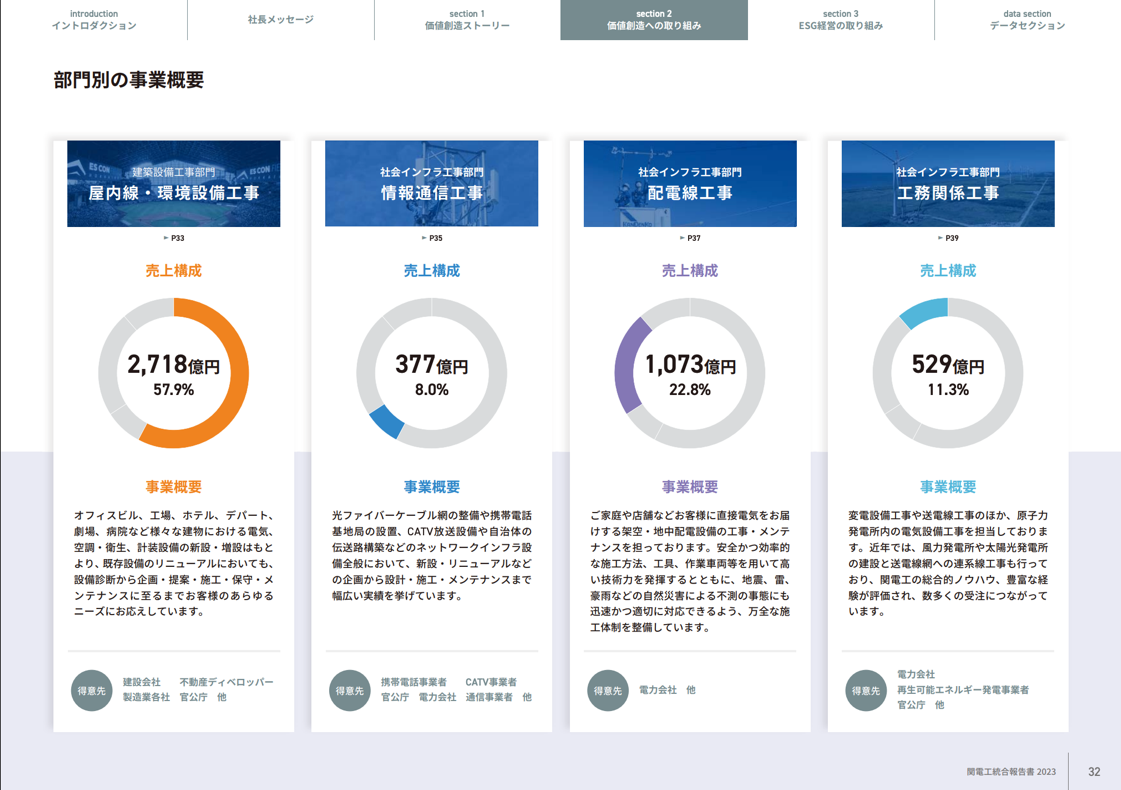 introduction
イントロダクション
社長メッセージ
section 1
価値創造ストーリー
section 2
価値創造への取り組み
section 3
ESG経営の取り組み
data section
データセクション
部門別の事業概要
建築設備工事部門
屋内線・環境設備工事
► P33
売上構成
2,718億円
57.9%
事業概要
オフィスビル、工場、ホテル、デパート、
劇場、病院など様々な建物における電気、
空調・衛生、計装設備の新設・増設はもと
より、既存設備のリニューアルにおいても、
設備診断から企画・提案・施工・保守・メ
ンテナンスに至るまでお客様のあらゆる
ニーズにお応えしています。
得意先
建設会社 不動産ディベロッパー
製造業各社 官公庁 他
社会インフラ工事部門
情報通信工事
► P35
売上構成
377億円
8.0%
事業概要
光ファイバーケーブル網の整備や携帯電話
基地局の設置、CATV放送設備や自治体の
伝送路構築などのネットワークインフラ設
備全般において、新設・リニューアルなど
の企画から設計・施工・メンテナンスまで
幅広い実績を挙げています。
得意先
携帯電話事業者 CATV事業者
官公庁 電力会社 通信事業者 他
社会インフラ工事部門
配電線工事
► P37
売上構成
1,073億円
22.8%
事業概要
ご家庭や店舗などお客様に直接電気をお届
けする架空・地中配電設備の工事・メンテ
ナンスを担っております。安全かつ効率的
な施工方法、工具、作業車両等を用いて高
い技術力を発揮するとともに、地震、雷、
豪雨などの自然災害による不測の事態にも
迅速かつ適切に対応できるよう、万全な施
工体制を整備しています。
得意先
電力会社 他
社会インフラ工事部門
工務関係工事
► P39
売上構成
529億円
11.3%
事業概要
変電設備工事や送電線工事のほか、原子力
発電所内の電気設備工事を担当しておりま
す。近年では、風力発電所や太陽光発電所
の建設と送電線網への連系線工事も行って
おり、関電工の総合的ノウハウ、豊富な経
験が評価され、数多くの受注につながって
います。
得意先
電力会社
再生可能エネルギー発電事業者
官公庁 他
関電工統合報告書 2023
32
ES CON
ES CON